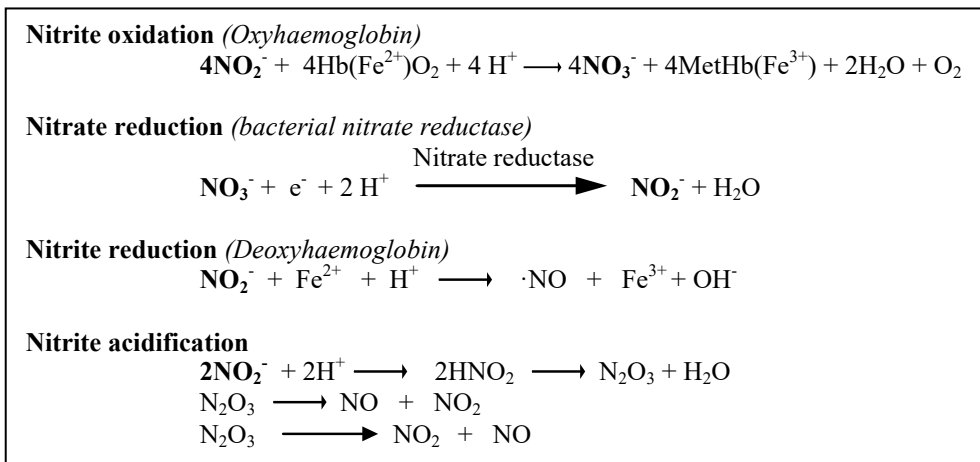 Nitrite oxidation (Oxyhaemoglobin)
4NO₂⁻ + 4Hb(Fe²⁺)O₂ + 4 H⁺ ⟶ 4NO₃⁻ + 4MetHb(Fe³⁺) + 2H₂O + O₂
Nitrate reduction (bacterial nitrate reductase)
Nitrate reductase
NO₃⁻ + e⁻ + 2 H⁺ ⟶ NO₂⁻ + H₂O
Nitrite reduction (Deoxyhaemoglobin)
NO₂⁻ + Fe²⁺ + H⁺ ⟶ ·NO + Fe³⁺ + OH⁻
Nitrite acidification
2NO₂⁻ + 2H⁺ ⟶ 2HNO₂ ⟶ N₂O₃ + H₂O
N₂O₃ ⟶ NO + NO₂
N₂O₃ ⟶ NO₂ + NO